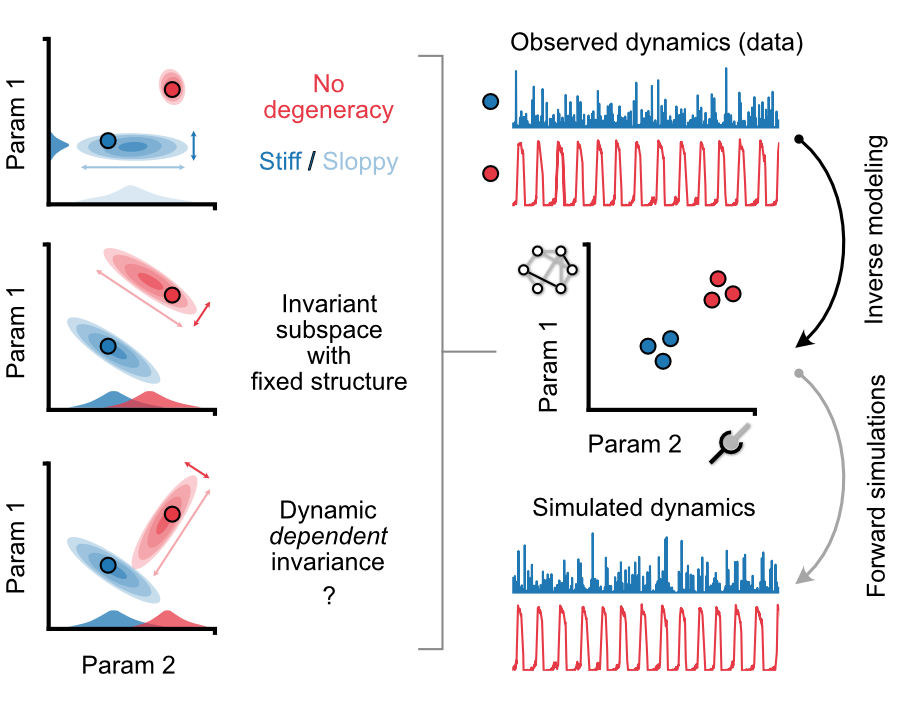 Param 1
No
degeneracy
Stiff / Sloppy
Param 1
Invariant
subspace
with
fixed structure
Param 1
Dynamic
dependent
invariance
?
Param 2
Observed dynamics (data)
Inverse modeling
Param 1
Param 2
Forward simulations
Simulated dynamics